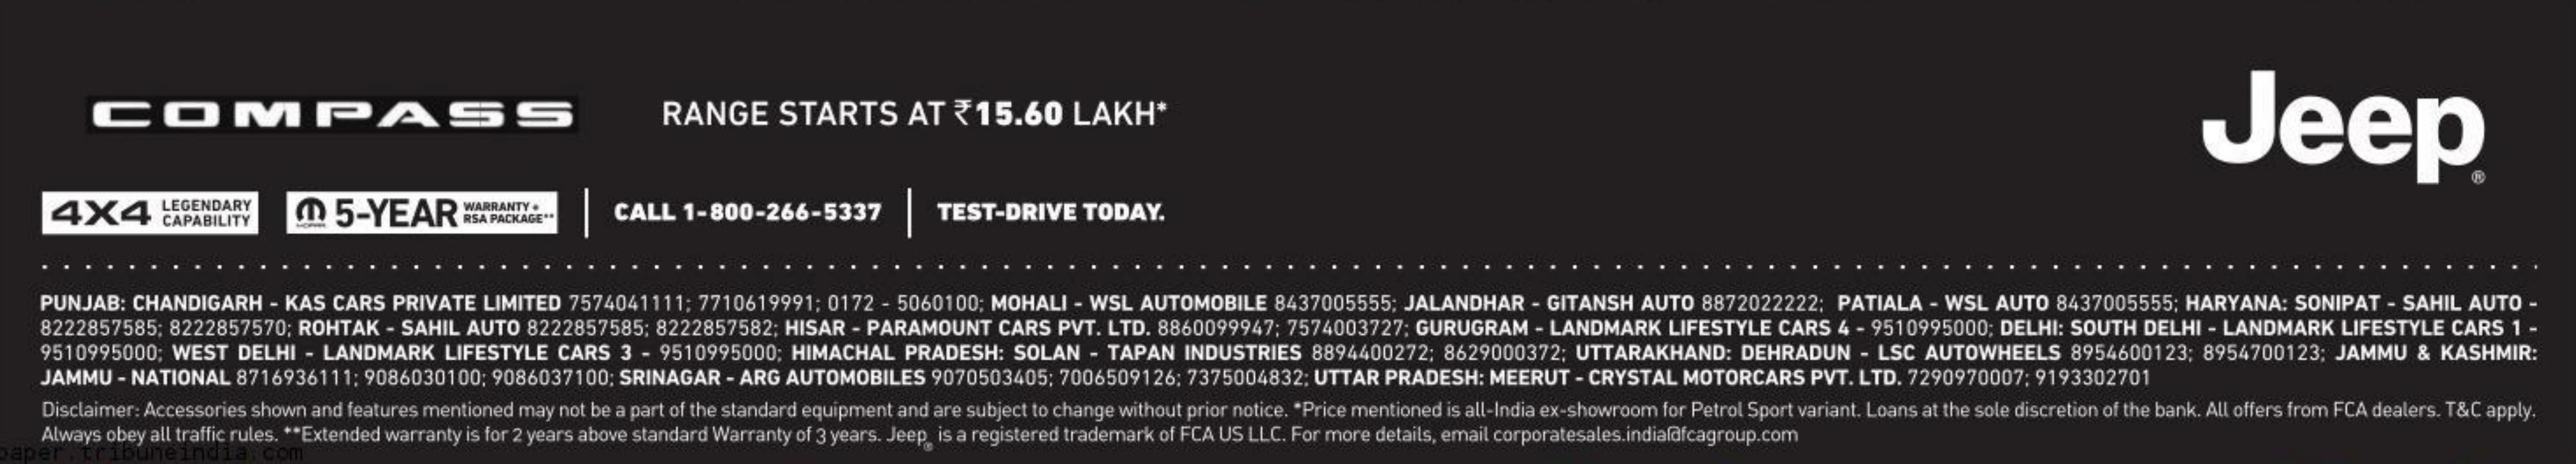 COMPASS RANGE STARTS AT ₹15.60 LAKH* Jeep®
4X4 LEGENDARY CAPABILITY MOPAR 5-YEAR WARRANTY + RSA PACKAGE** CALL 1-800-266-5337 TEST-DRIVE TODAY.
PUNJAB: CHANDIGARH - KAS CARS PRIVATE LIMITED 7574041111; 7710619991; 0172 - 5060100; MOHALI - WSL AUTOMOBILE 8437005555; JALANDHAR - GITANSH AUTO 8872022222; PATIALA - WSL AUTO 8437005555; HARYANA: SONIPAT - SAHIL AUTO -
8222857585; 8222857570; ROHTAK - SAHIL AUTO 8222857585; 8222857582; HISAR - PARAMOUNT CARS PVT. LTD. 8860099947; 7574003727; GURUGRAM - LANDMARK LIFESTYLE CARS 4 - 9510995000; DELHI: SOUTH DELHI - LANDMARK LIFESTYLE CARS 1 -
9510995000; WEST DELHI - LANDMARK LIFESTYLE CARS 3 - 9510995000; HIMACHAL PRADESH: SOLAN - TAPAN INDUSTRIES 8894400272; 8629000372; UTTARAKHAND: DEHRADUN - LSC AUTOWHEELS 8954600123; 8954700123; JAMMU & KASHMIR:
JAMMU - NATIONAL 8716936111; 9086030100; 9086037100; SRINAGAR - ARG AUTOMOBILES 9070503405; 7006509126; 7375004832; UTTAR PRADESH: MEERUT - CRYSTAL MOTORCARS PVT. LTD. 7290970007; 9193302701
Disclaimer: Accessories shown and features mentioned may not be a part of the standard equipment and are subject to change without prior notice. *Price mentioned is all-India ex-showroom for Petrol Sport variant. Loans at the sole discretion of the bank. All offers from FCA dealers. T&C apply.
Always obey all traffic rules. **Extended warranty is for 2 years above standard Warranty of 3 years. Jeep® is a registered trademark of FCA US LLC. For more details, email corporatesales.india@fcagroup.com
paper.tribuneindia.com